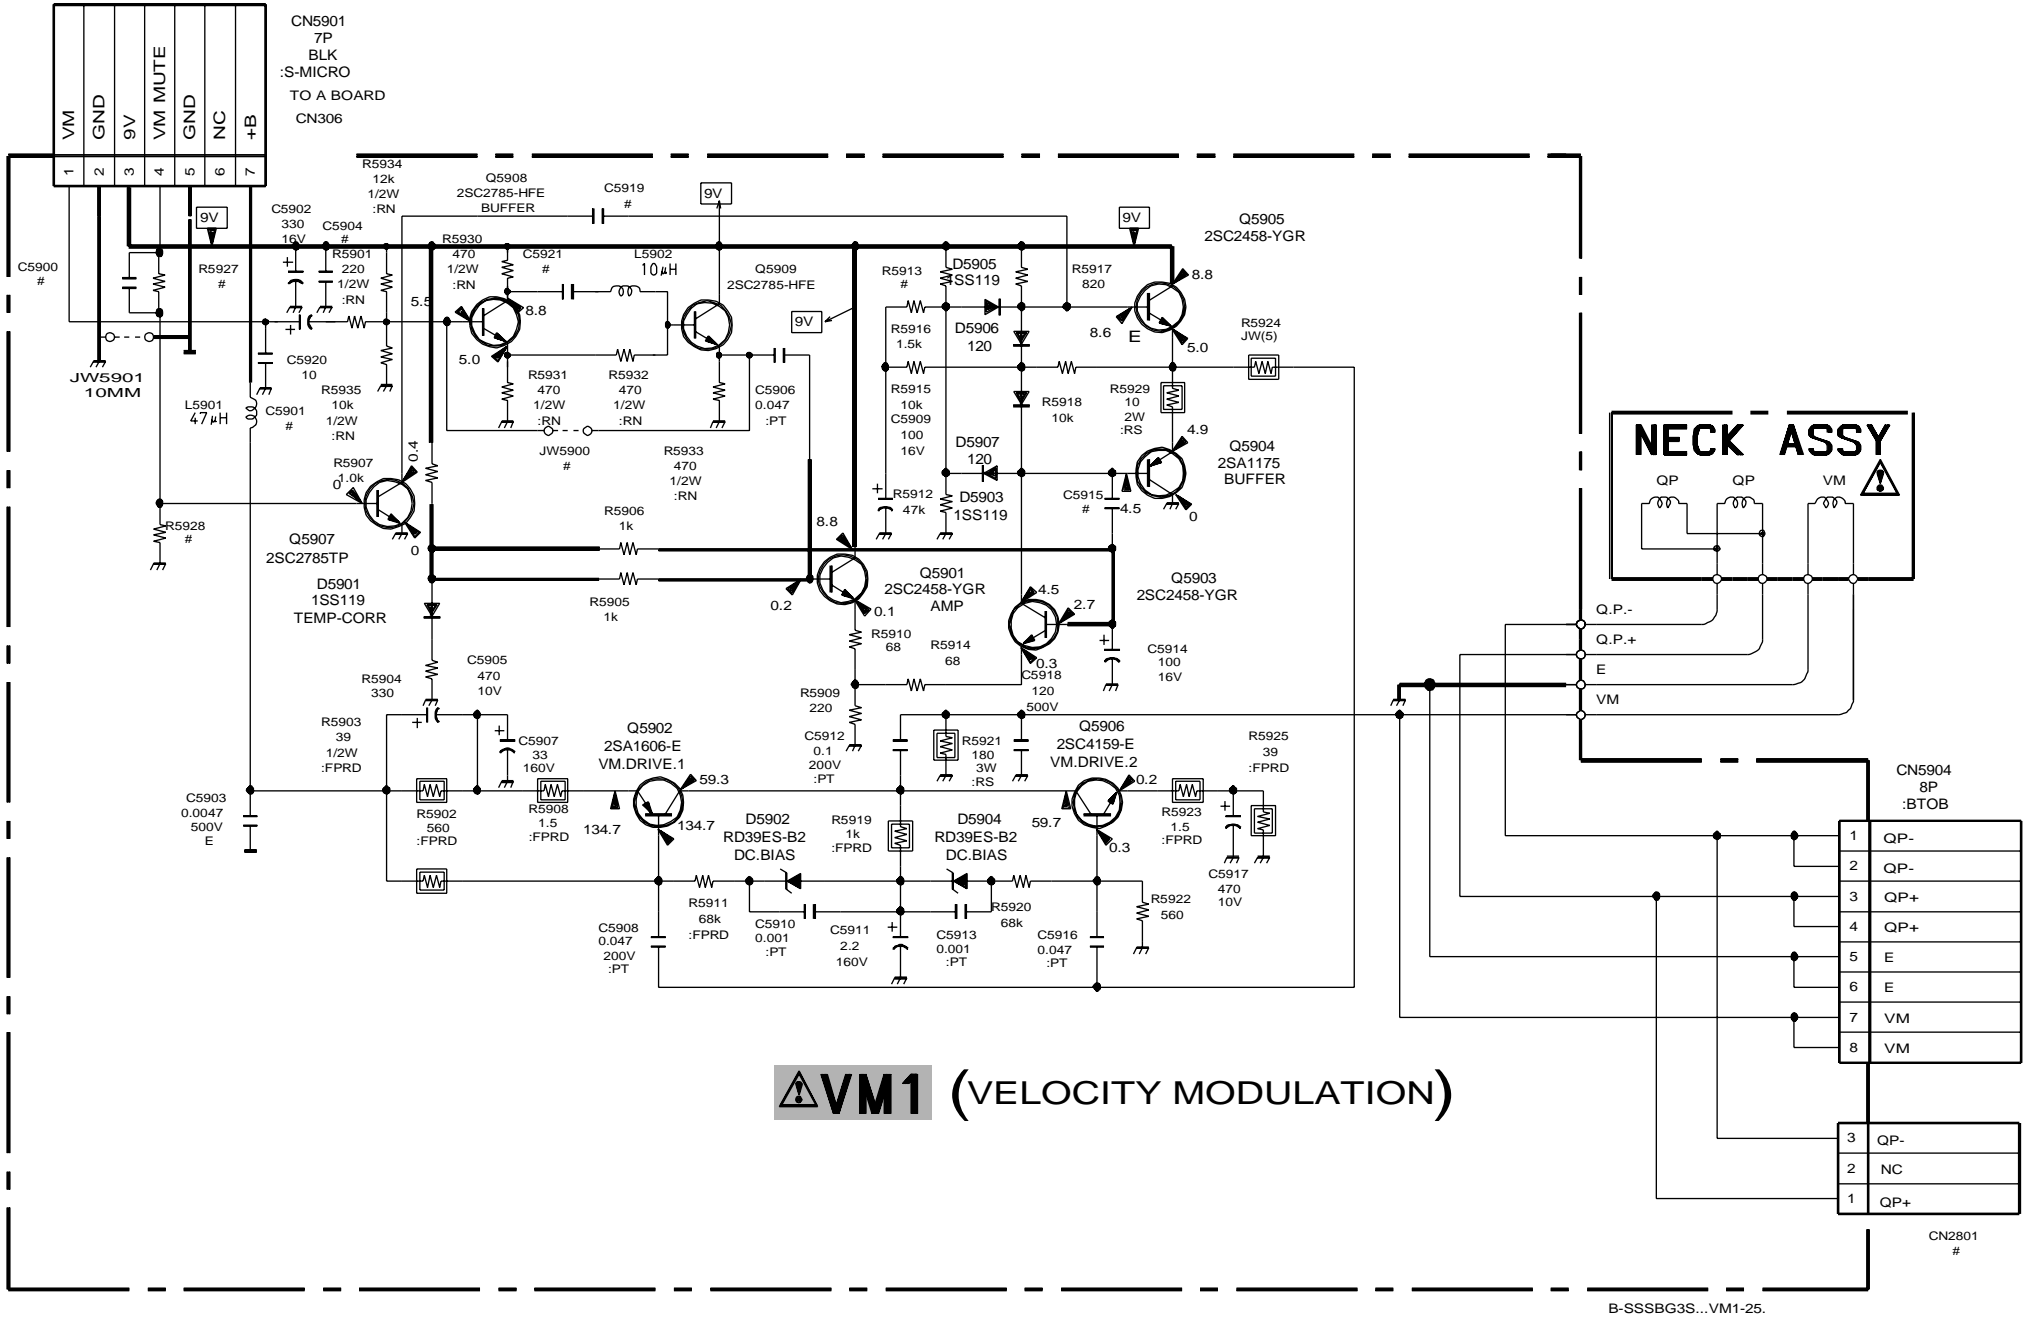 CN5901
7P
BLK
:S-MICRO
TO A BOARD
CN306
VM
GND
9V
VM MUTE
GND
NC
+B
1
2
3
4
5
6
7
R5934
12k
1/2W
:RN
Q5908
2SC2785-HFE
BUFFER
C5919
#
9V
9V
C5902
330
16V
C5904
#
9V
Q5905
2SC2458-YGR
C5900
#
R5927
#
R5901
220
1/2W
:RN
R5930
470
1/2W
:RN
C5921
#
L5902
10μH
Q5909
2SC2785-HFE
R5913
#
D5905
1SS119
R5917
820
8.8
5.5
8.8
9V
R5916
1.5k
D5906
120
8.6
E
R5924
JW(5)
5.0
5.0
C5920
10
JW5901
10MM
R5935
10k
1/2W
:RN
L5901
47μH
C5901
#
R5931
470
1/2W
:RN
R5932
470
1/2W
:RN
C5906
0.047
:PT
R5915
10k
C5909
100
16V
R5918
10k
R5929
10
2W
:RS
JW5900
#
R5933
470
1/2W
:RN
D5907
120
4.9
Q5904
2SA1175
BUFFER
0.4
R5907
1.0k
0
R5912
47k
D5903
1SS119
C5915
#
4.5
0
NECK ASSY
QP
QP
VM
R5928
#
Q5907
2SC2785TP
0
R5906
1k
8.8
D5901
1SS119
TEMP-CORR
R5905
1k
0.2
Q5901
2SC2458-YGR
AMP
0.1
Q5903
2SC2458-YGR
4.5
2.7
R5910
68
R5914
68
0.3
C5914
100
16V
Q.P.-
Q.P.+
E
VM
R5904
330
C5905
470
10V
R5909
220
C5918
120
500V
R5903
39
1/2W
:FPRD
C5907
33
160V
Q5902
2SA1606-E
VM.DRIVE.1
C5912
0.1
200V
:PT
R5921
180
3W
:RS
Q5906
2SC4159-E
VM.DRIVE.2
R5925
39
:FPRD
59.3
0.2
C5903
0.0047
500V
E
R5902
560
:FPRD
R5908
1.5
:FPRD
134.7
134.7
D5902
RD39ES-B2
DC.BIAS
R5919
1k
:FPRD
D5904
RD39ES-B2
DC.BIAS
59.7
0.3
R5923
1.5
:FPRD
C5917
470
10V
R5911
68k
:FPRD
R5920
68k
R5922
560
C5908
0.047
200V
:PT
C5910
0.001
:PT
C5911
2.2
160V
C5913
0.001
:PT
C5916
0.047
:PT
CN5904
8P
:BTOB
1 QP-
2 QP-
3 QP+
4 QP+
5 E
6 E
7 VM
8 VM
VM1 (VELOCITY MODULATION)
3 QP-
2 NC
1 QP+
CN2801
#
B-SSSBG3S...VM1-25.